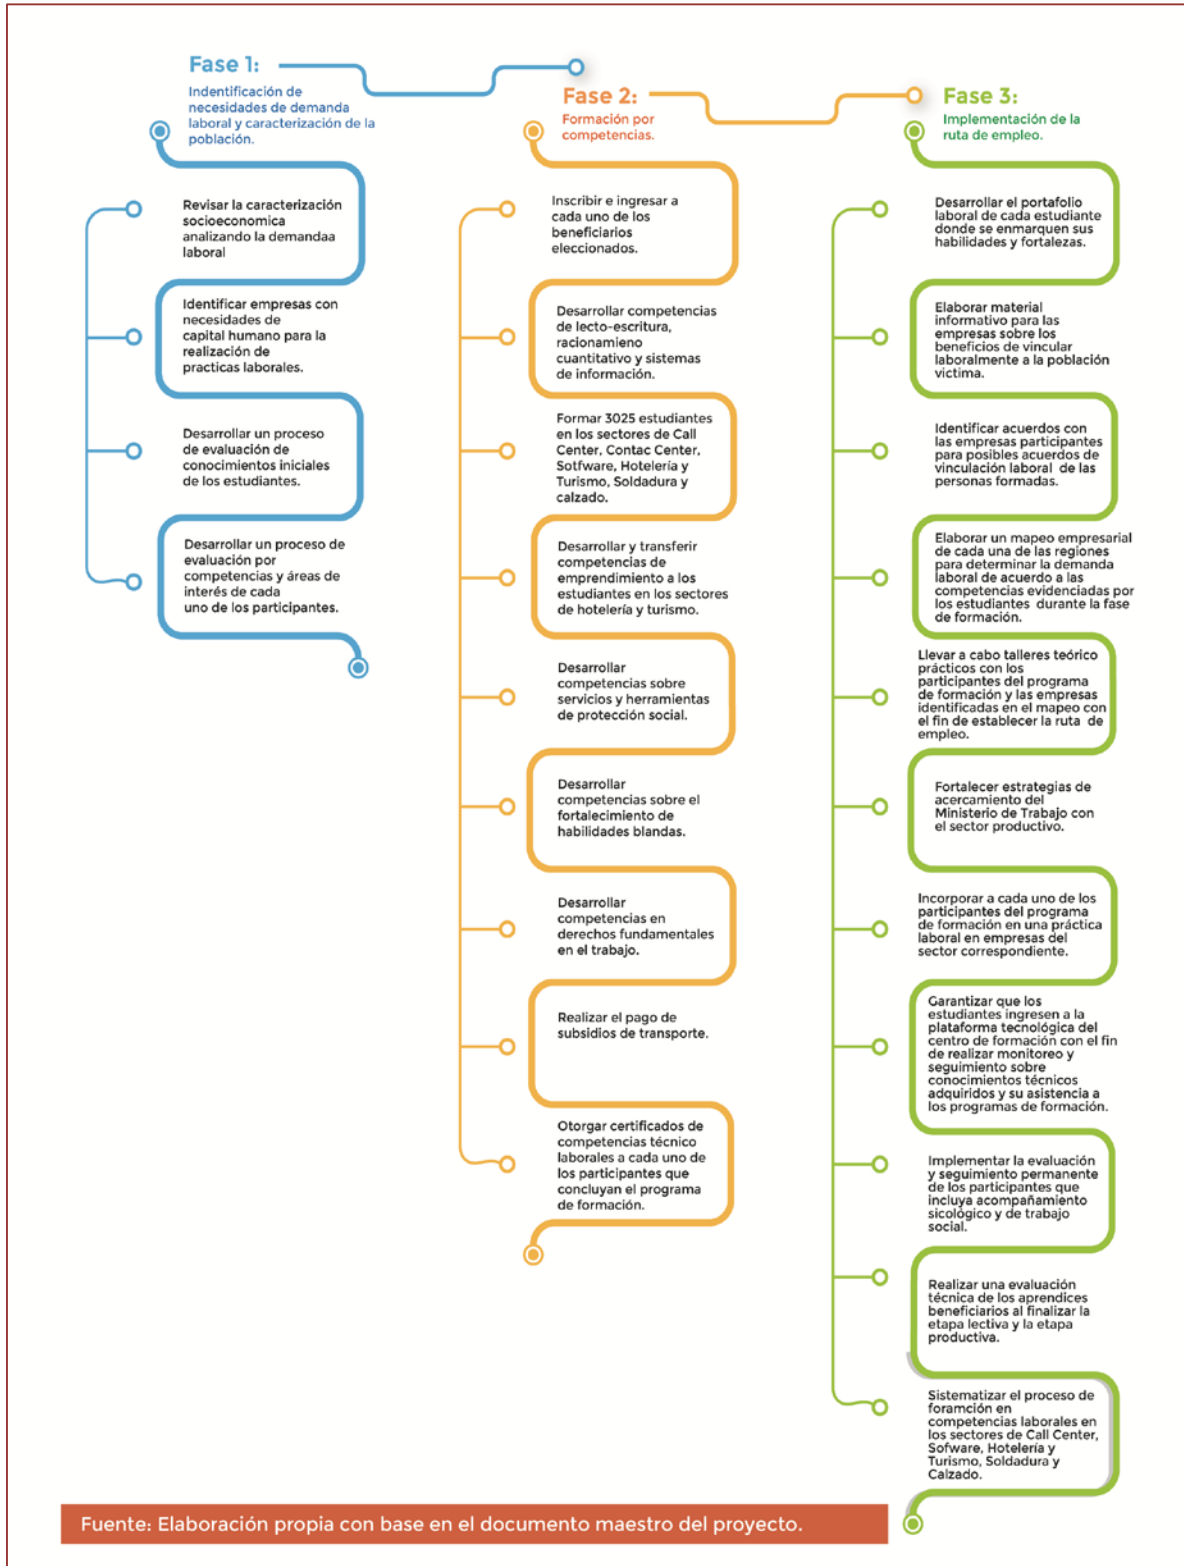 Fase 1:
Indentificación de
necesidades de demanda
laboral y caracterización de la
población.
Revisar la caracterización
socioeconomica
analizando la demandaa
laboral
Identificar empresas con
necesidades de
capital humano para la
realización de
practicas laborales.
Desarrollar un proceso
de evaluación de
conocimientos iniciales
de los estudiantes.
Desarrollar un proceso de
evaluación por
competencias y áreas de
interés de cada
uno de los participantes.
Fase 2:
Formación por
competencias.
Inscribir e ingresar a
cada uno de los
beneficiarios
eleccionados.
Desarrollar competencias
de lecto-escritura,
racionamieno
cuantitativo y sistemas
de información.
Formar 3025 estudiantes
en los sectores de Call
Center, Contac Center,
Sotfware, Hotelería y
Turismo, Soldadura y
calzado.
Desarrollar y transferir
competencias de
emprendimiento a los
estudiantes en los sectores
de hotelería y turismo.
Desarrollar
competencias sobre
servicios y herramientas
de protección social.
Desarrollar
competencias sobre el
fortalecimiento de
habilidades blandas.
Desarrollar
competencias en
derechos fundamentales
en el trabajo.
Realizar el pago de
subsidios de transporte.
Otorgar certificados de
competencias técnico
laborales a cada uno de
los participantes que
concluyan el programa
de formación.
Fase 3:
Implementación de la
ruta de empleo.
Desarrollar el portafolio
laboral de cada estudiante
donde se enmarquen sus
habilidades y fortalezas.
Elaborar material
informativo para las
empresas sobre los
beneficios de vincular
laboralmente a la población
victima.
Identificar acuerdos con
las empresas participantes
para posibles acuerdos de
vinculación laboral de las
personas formadas.
Elaborar un mapeo empresarial
de cada una de las regiones
para determinar la demanda
laboral de acuerdo a las
competencias evidenciadas por
los estudiantes durante la fase
de formación.
Llevar a cabo talleres teórico
prácticos con los
participantes del programa
de formación y las empresas
identificadas en el mapeo con
el fin de establecer la ruta de
empleo.
Fortalecer estrategias de
acercamiento del
Ministerio de Trabajo con
el sector productivo.
Incorporar a cada uno de los
participantes del programa
de formación en una práctica
laboral en empresas del
sector correspondiente.
Garantizar que los
estudiantes ingresen a la
plataforma tecnológica del
centro de formación con el fin
de realizar monitoreo y
seguimiento sobre
conocimientos técnicos
adquiridos y su asistencia a
los programas de formación.
Implementar la evaluación
y seguimiento permanente
de los participantes que
incluya acompañamiento
sicológico y de trabajo
social.
Realizar una evaluación
técnica de los aprendices
beneficiarios al finalizar la
etapa lectiva y la etapa
productiva.
Sistematizar el proceso de
foramción en
competencias laborales en
los sectores de Call Center,
Sofware, Hotelería y
Turismo, Soldadura y
Calzado.
Fuente: Elaboración propia con base en el documento maestro del proyecto.